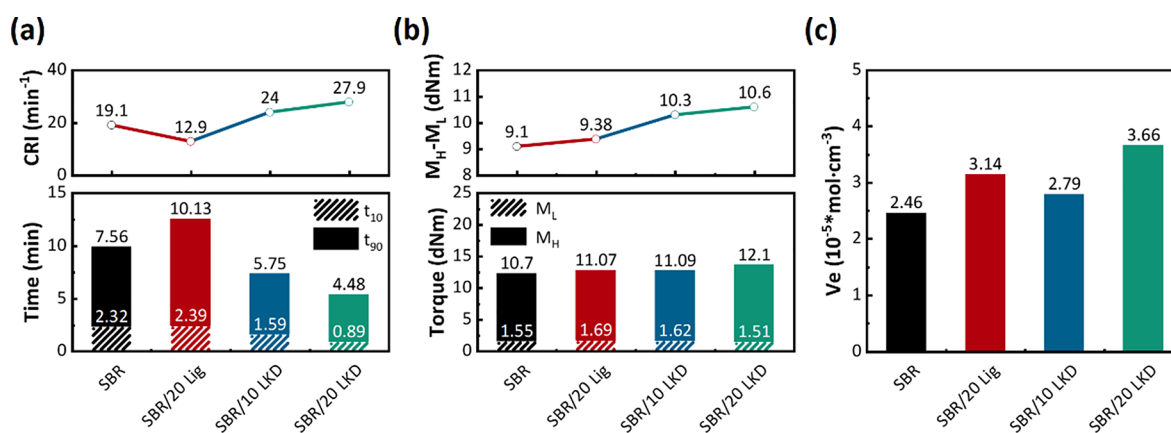 (a)
CRI (min⁻¹)
40
20
0
19.1
12.9
24
27.9
Time (min)
15
10
5
0
7.56
10.13
5.75
4.48
2.32
2.39
1.59
0.89
t₁₀
t₉₀
SBR
SBR/20 Lig
SBR/10 LKD
SBR/20 LKD
(b)
M_H-M_L (dNm)
12
11
10
9
8
9.1
9.38
10.3
10.6
Torque (dNm)
25
20
15
10
5
0
M_L
M_H
10.7
11.07
11.09
12.1
1.55
1.69
1.62
1.51
SBR
SBR/20 Lig
SBR/10 LKD
SBR/20 LKD
(c)
Ve (10⁻⁵*mol·cm⁻³)
5
4
3
2
1
0
2.46
3.14
2.79
3.66
SBR
SBR/20 Lig
SBR/10 LKD
SBR/20 LKD